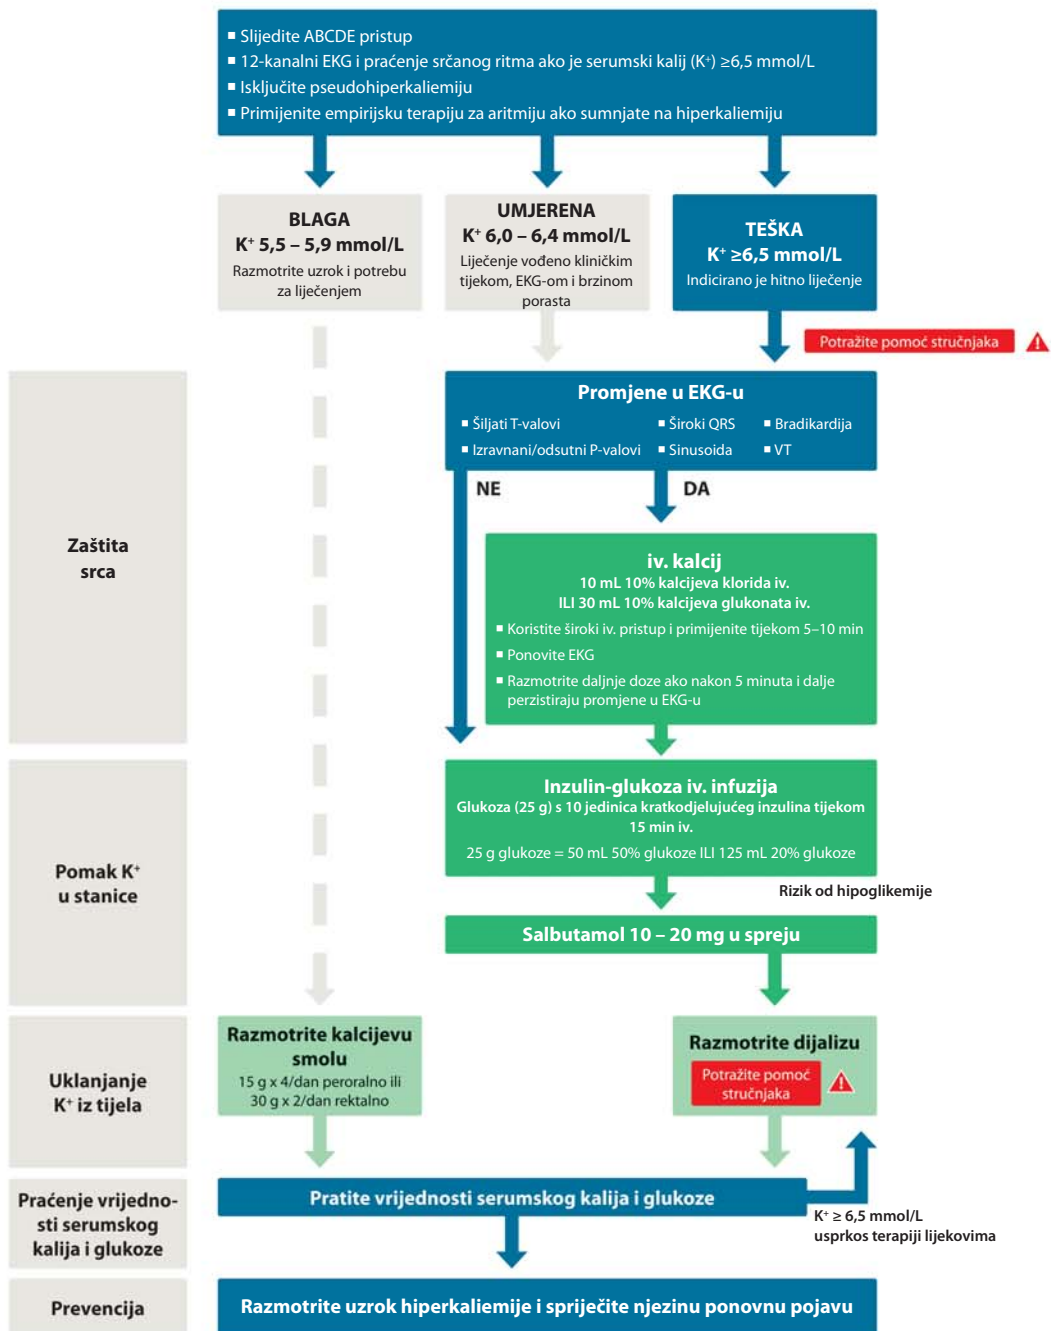 ■ Slijedite ABCDE pristup
■ 12-kanalni EKG i praćenje srčanog ritma ako je serumski kalij (K⁺) ≥6,5 mmol/L
■ Isključite pseudohiperkaliemiju
■ Primijenite empirijsku terapiju za aritmiju ako sumnjate na hiperkaliemiju
BLAGA
K⁺ 5,5 – 5,9 mmol/L
Razmotrite uzrok i potrebu
za liječenjem
UMJERENA
K⁺ 6,0 – 6,4 mmol/L
Liječenje vođeno kliničkim
tijekom, EKG-om i brzinom
porasta
TEŠKA
K⁺ ≥6,5 mmol/L
Indicirano je hitno liječenje
Potražite pomoć stručnjaka
Zaštita
srca
Promjene u EKG-u
■ Šiljati T-valovi ■ Široki QRS ■ Bradikardija
■ Izravnani/odsutni P-valovi ■ Sinusoida ■ VT
NE
DA
iv. kalcij
10 mL 10% kalcijeva klorida iv.
ILI 30 mL 10% kalcijeva glukonata iv.
■ Koristite široki iv. pristup i primijenite tijekom 5–10 min
■ Ponovite EKG
■ Razmotrite daljnje doze ako nakon 5 minuta i dalje
perzistiraju promjene u EKG-u
Pomak K⁺
u stanice
Inzulin-glukoza iv. infuzija
Glukoza (25 g) s 10 jedinica kratkodjelujućeg inzulina tijekom
15 min iv.
25 g glukoze = 50 mL 50% glukoze ILI 125 mL 20% glukoze
Rizik od hipoglikemije
Salbutamol 10 – 20 mg u spreju
Uklanjanje
K⁺ iz tijela
Razmotrite kalcijevu
smolu
15 g x 4/dan peroralno ili
30 g x 2/dan rektalno
Razmotrite dijalizu
Potražite pomoć
stručnjaka
Praćenje vrijedno-
sti serumskog
kalija i glukoze
Pratite vrijednosti serumskog kalija i glukoze
K⁺ ≥ 6,5 mmol/L
usprkos terapiji lijekovima
Prevencija
Razmotrite uzrok hiperkaliemije i spriječite njezinu ponovnu pojavu